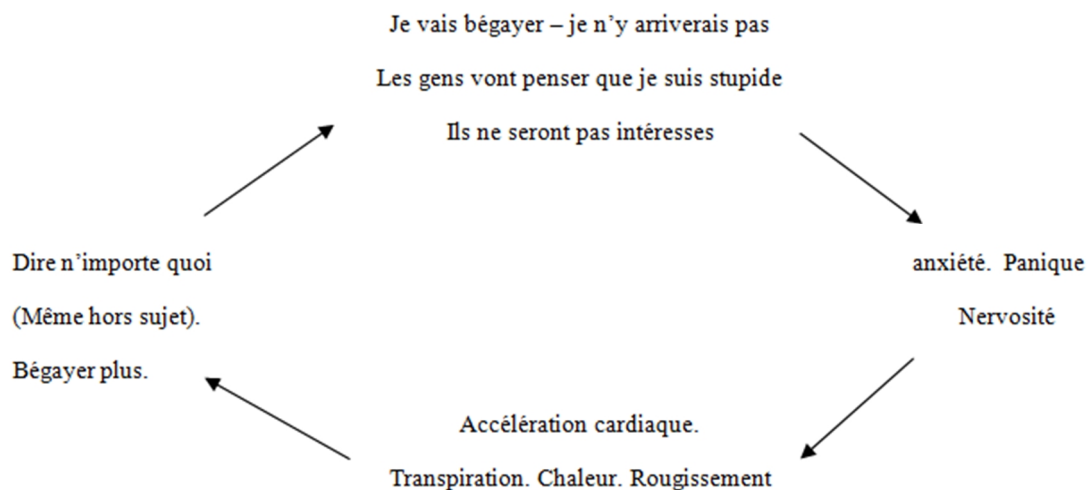 Je vais bégayer – je n’y arriverais pas
Les gens vont penser que je suis stupide
Ils ne seront pas intéresses
Dire n’importe quoi
(Même hors sujet).
Bégayer plus.
anxiété. Panique
Nervosité
Accélération cardiaque.
Transpiration. Chaleur. Rougissement